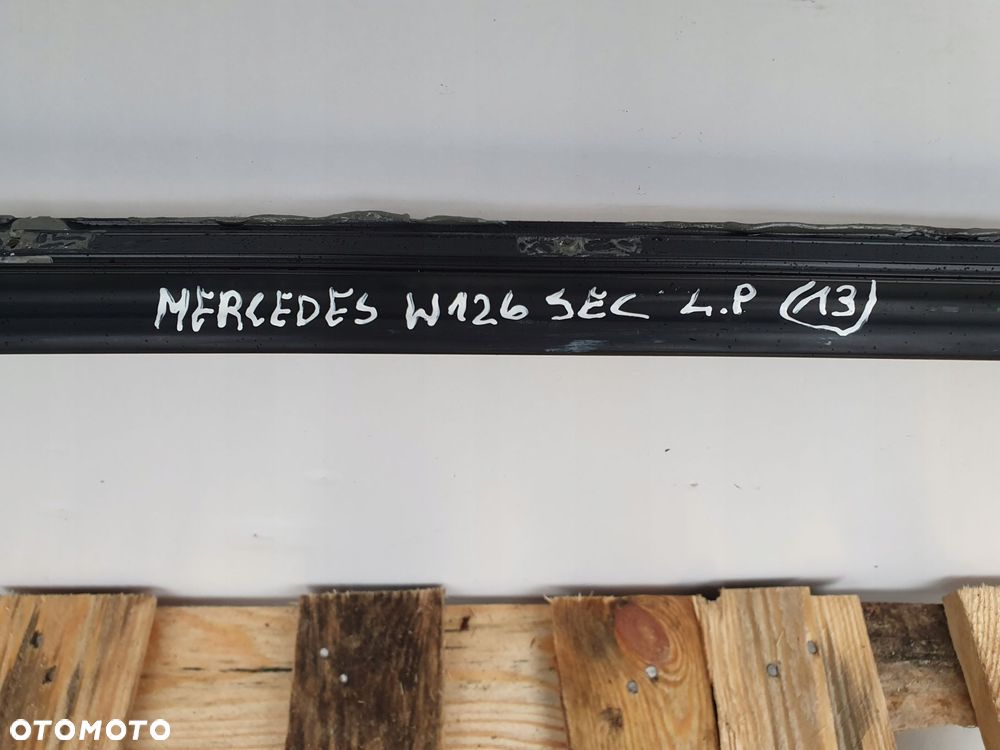 MERCEDES W126 SEC L.P (13)
OTOMOTO